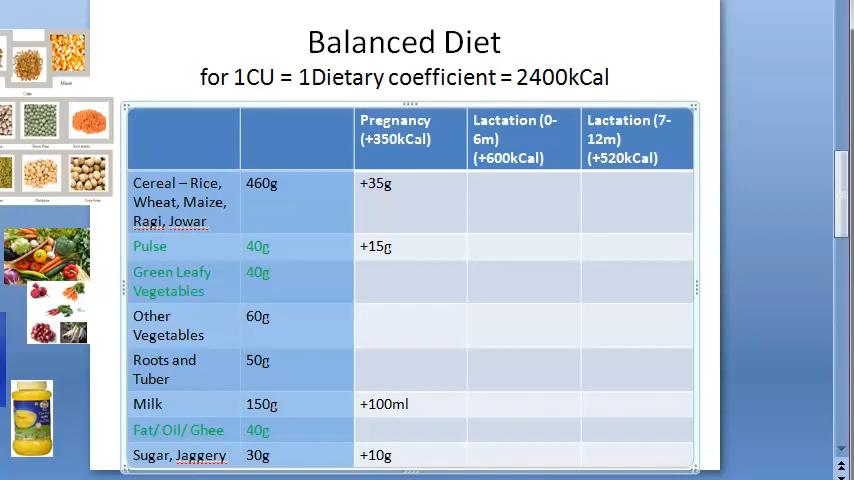 Balanced Diet
for 1CU = 1Dietary coefficient = 2400kCal
Pregnancy (+350kCal)
Lactation (0-6m) (+600kCal)
Lactation (7-12m) (+520kCal)
Cereal – Rice, Wheat, Maize, Ragi, Jowar 460g +35g
Pulse 40g +15g
Green Leafy Vegetables 40g
Other Vegetables 60g
Roots and Tuber 50g
Milk 150g +100ml
Fat/ Oil/ Ghee 40g
Sugar, Jaggery 30g +10g